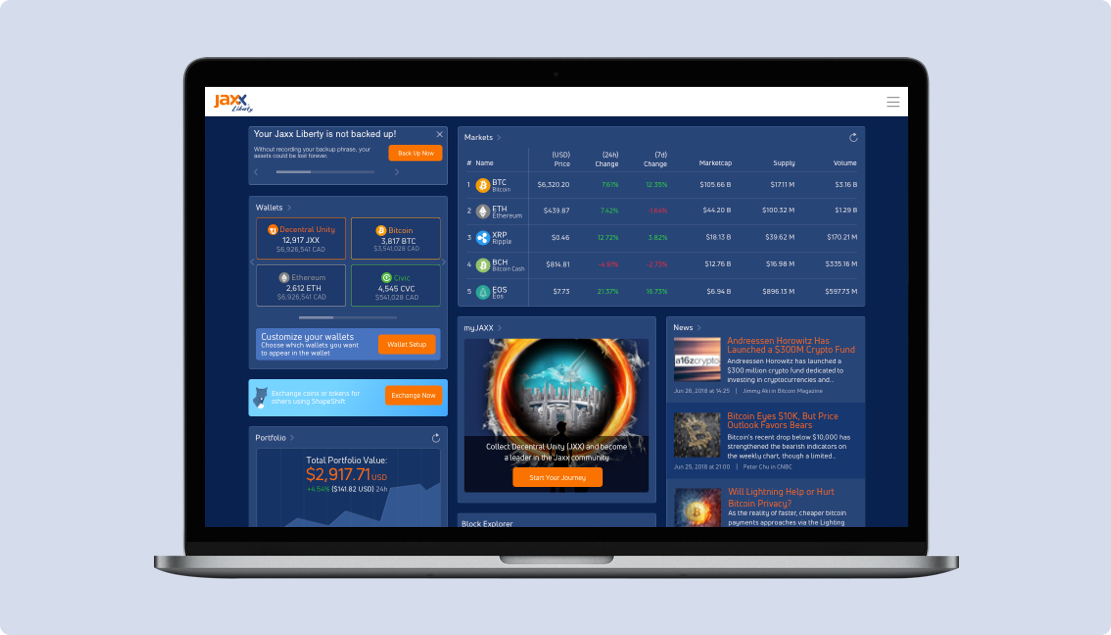 Jaxx
Liberty
Your Jaxx Liberty is not backed up!
Without recording your backup phrase, your
assets could be lost forever.
Back Up Now
Wallets
Decentral Unity
12,917 JXX
$6,926,541 CAD
Bitcoin
3,817 BTC
$3,541,028 CAD
Ethereum
2,612 ETH
$6,926,541 CAD
Civic
4,545 CVC
$541,028 CAD
Customize your wallets
Choose which wallets you want
to appear in the wallet
Wallet Setup
Exchange coins or tokens for
others using ShapeShift
Exchange Now
Portfolio
Total Portfolio Value:
$2,917.71 USD
+4.54% ($141.82 USD) 24h
Markets
# Name (USD) Price (24h) Change (7d) Change Marketcap Supply Volume
1 BTC Bitcoin $6,320.20 7.61% 12.35% $105.66 B $17.11 M $3.16 B
2 ETH Ethereum $439.87 7.42% -1.64% $44.20 B $100.32 M $1.29 B
3 XRP Ripple $0.46 12.72% 3.82% $18.13 B $39.62 M $170.21 M
4 BCH Bitcoin Cash $814.81 -4.91% -2.73% $12.76 B $16.98 M $335.16 M
5 EOS Eos $7.73 21.37% 16.73% $6.94 B $896.13 M $597.73 M
myJAXX
Collect Decentral Unity (JXX) and become
a leader in the Jaxx community
Start Your Journey
Block Explorer
News
a16zcrypto
Andreessen Horowitz Has
Launched a $300M Crypto Fund
Andreessen Horowitz has launched a
$300 million crypto fund dedicated to
investing in cryptocurrencies and..
Jun 26, 2018 at 14:25 | Jimmy Aki in Bitcoin Magazine
Bitcoin Eyes $10K, But Price
Outlook Favors Bears
Bitcoin's recent drop below $10,000 has
strengthened the bearish indicators on
the weekly chart, though a limited..
Jun 25, 2018 at 21:00 | Peter Chu in CNBC
Will Lightning Help or Hurt
Bitcoin Privacy?
As the reality of faster, cheaper bitcoin
payments approaches via the Lighting